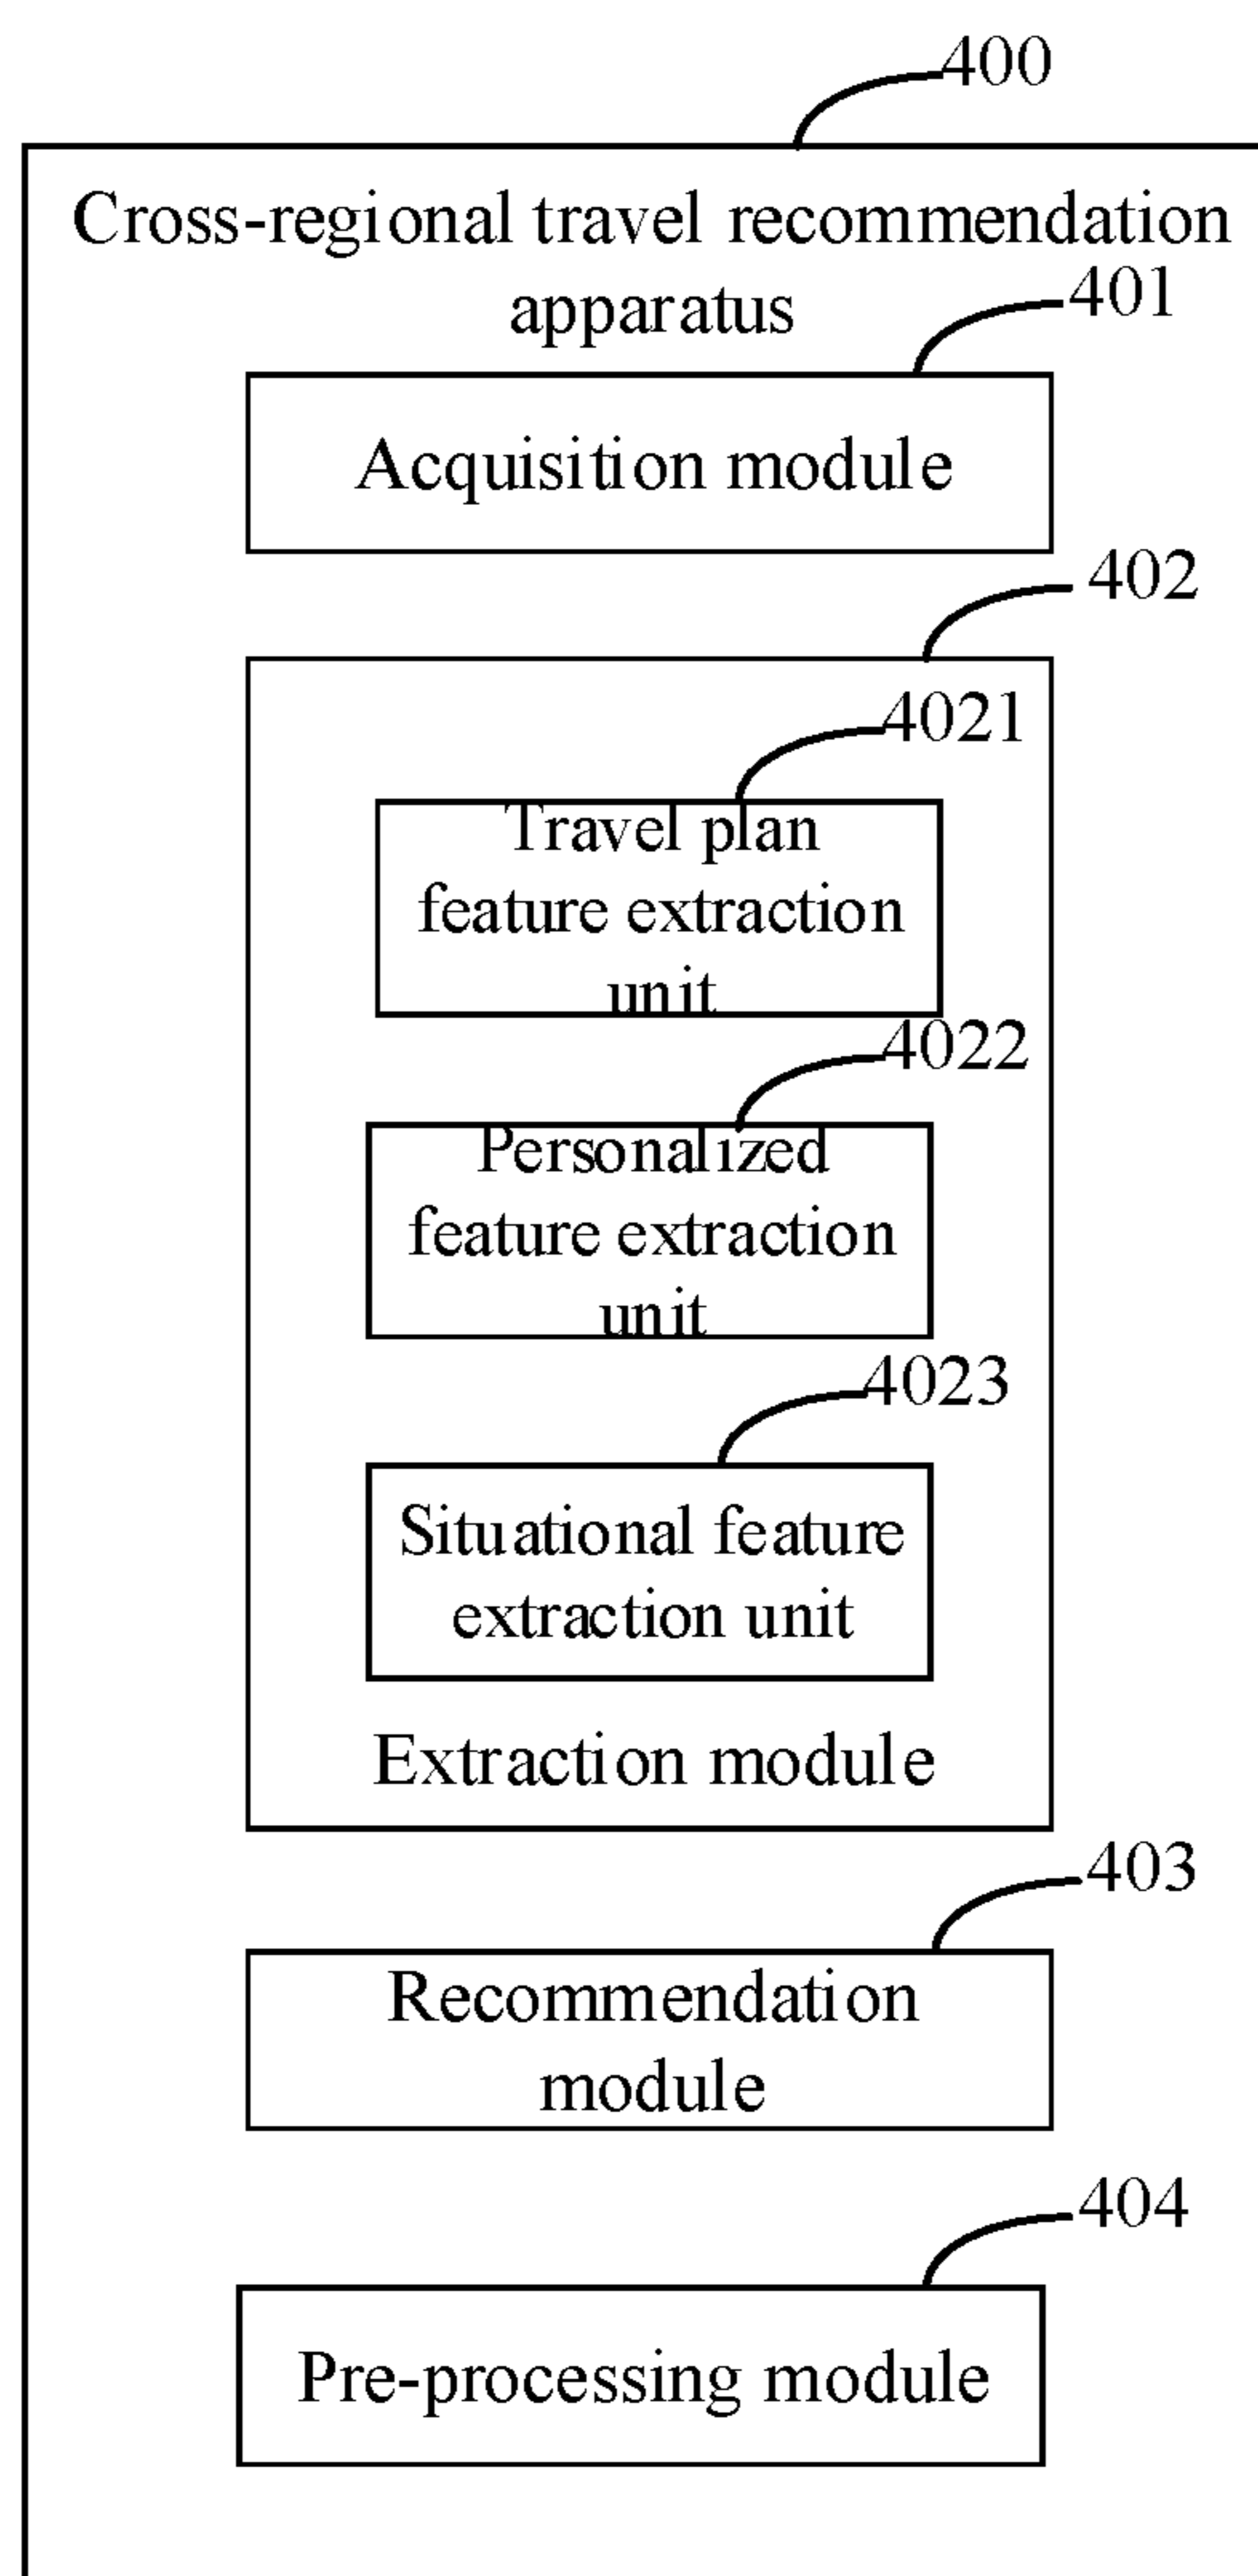 400
Cross-regional travel recommendation
apparatus
401
Acquisition module
402
4021
Travel plan
feature extraction
unit
4022
Personalized
feature extraction
unit
4023
Situational feature
extraction unit
Extraction module
403
Recommendation
module
404
Pre-processing module